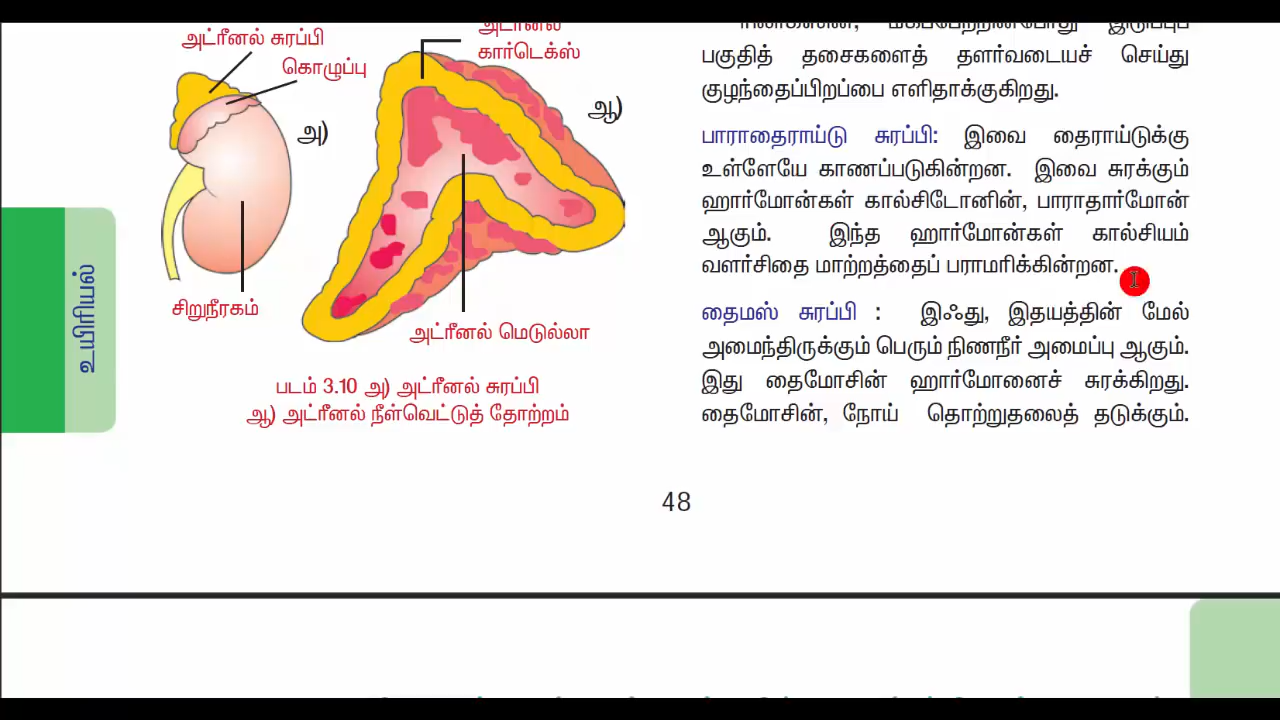 அட்ரீனல் சுரப்பி
கொழுப்பு
அ)
சிறுநீரகம்
அட்ரீனல்
கார்டெக்ஸ்
ஆ)
அட்ரீனல் மெடுல்லா
படம் 3.10 அ) அட்ரீனல் சுரப்பி
ஆ) அட்ரீனல் நீள்வெட்டுத் தோற்றம்
உயிரியல்
பகுதித் தசைகளைத் தளர்வடையச் செய்து
குழந்தைப்பிறப்பை எளிதாக்குகிறது.
பாராதைராய்டு சுரப்பி: இவை தைராய்டுக்கு
உள்ளேயே காணப்படுகின்றன. இவை சுரக்கும்
ஹார்மோன்கள் கால்சிடோனின், பாராதார்மோன்
ஆகும். இந்த ஹார்மோன்கள் கால்சியம்
வளர்சிதை மாற்றத்தைப் பராமரிக்கின்றன.
தைமஸ் சுரப்பி : இஃது, இதயத்தின் மேல்
அமைந்திருக்கும் பெரும் நிணநீர் அமைப்பு ஆகும்.
இது தைமோசின் ஹார்மோனைச் சுரக்கிறது.
தைமோசின், நோய் தொற்றுதலைத் தடுக்கும்.
48